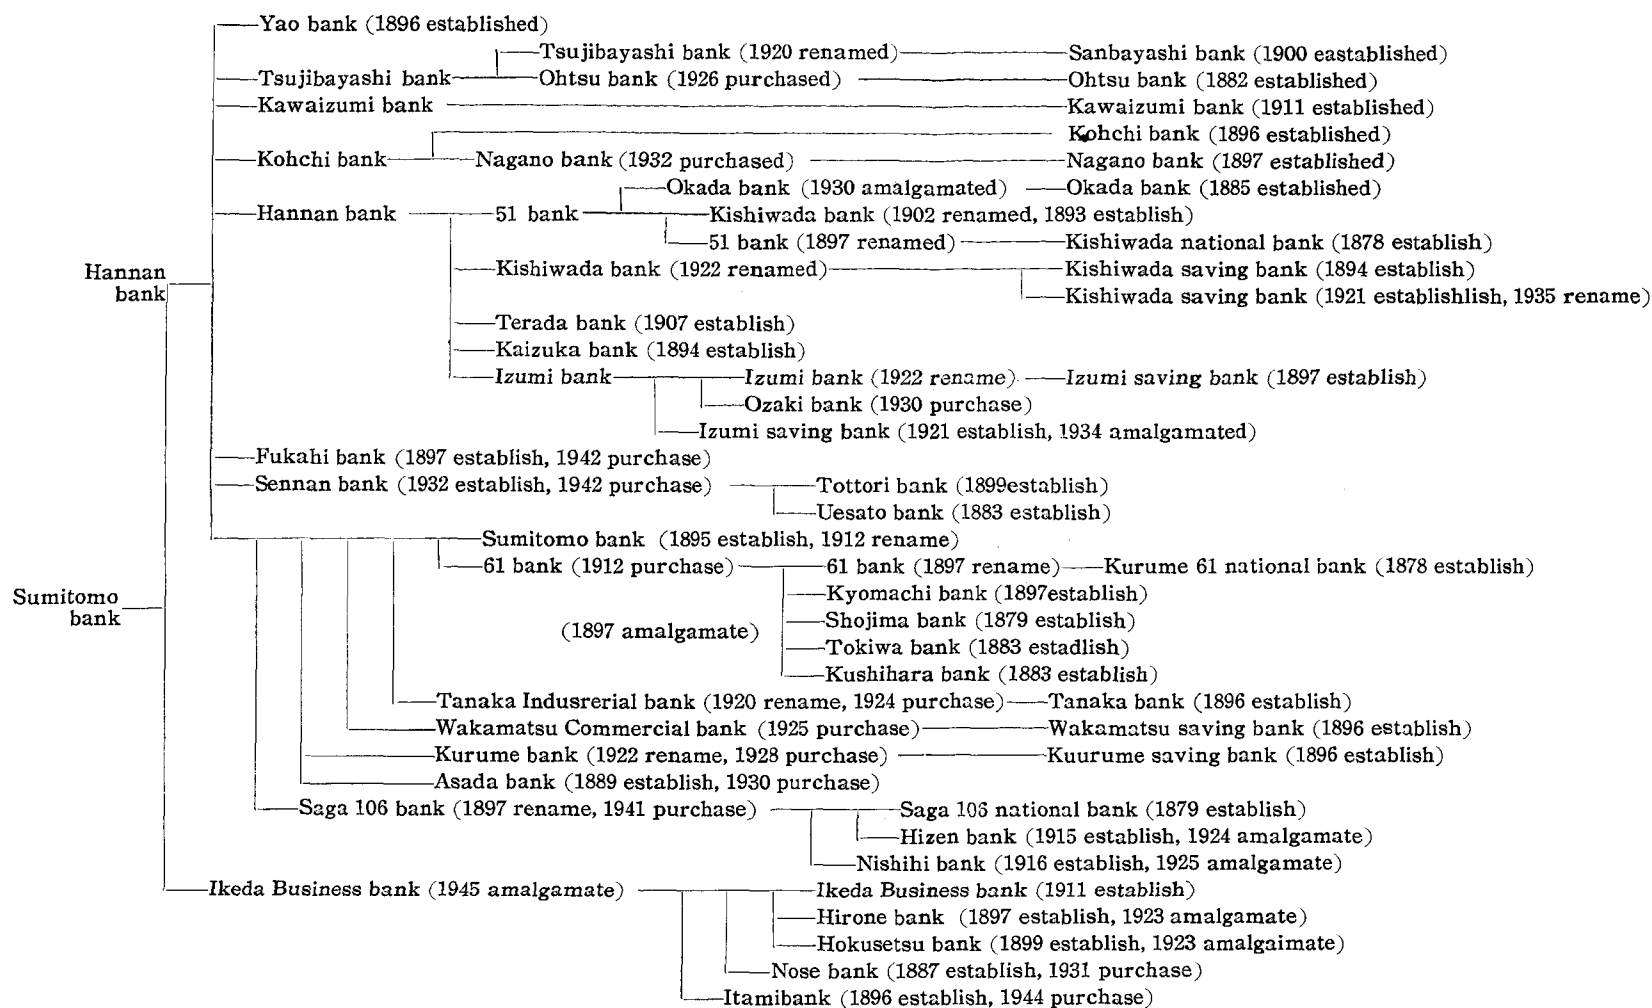 Yao bank (1896 established)
Tsujibayashi bank (1920 renamed) Sanbayashi bank (1900 eastablished)
Tsujibayashi bank Ohtsu bank (1926 purchased) Ohtsu bank (1882 established)
Kawaizumi bank Kawaizumi bank (1911 established)
Kohchi bank (1896 established)
Kohchi bank Nagano bank (1932 purchased) Nagano bank (1897 established)
Okada bank (1930 amalgamated) Okada bank (1885 established)
Hannan bank 51 bank Kishiwada bank (1902 renamed, 1893 establish)
51 bank (1897 renamed) Kishiwada national bank (1878 establish)
Hannan
bank
Kishiwada bank (1922 renamed) Kishiwada saving bank (1894 establish)
Kishiwada saving bank (1921 establishlish, 1935 rename)
Terada bank (1907 establish)
Kaizuka bank (1894 establish)
Izumi bank Izumi bank (1922 rename) Izumi saving bank (1897 establish)
Ozaki bank (1930 purchase)
Izumi saving bank (1921 establish, 1934 amalgamated)
Fukahi bank (1897 establish, 1942 purchase)
Sennan bank (1932 establish, 1942 purchase) Tottori bank (1899establish)
Uesato bank (1883 establish)
Sumitomo bank (1895 establish, 1912 rename)
61 bank (1912 purchase) 61 bank (1897 rename) Kurume 61 national bank (1878 establish)
Sumitomo
bank
Kyomachi bank (1897establish)
Shojima bank (1879 establish)
(1897 amalgamate)
Tokiwa bank (1883 estadlish)
Kushihara bank (1883 establish)
Tanaka Indusrerial bank (1920 rename, 1924 purchase) Tanaka bank (1896 establish)
Wakamatsu Commercial bank (1925 purchase) Wakamatsu saving bank (1896 establish)
Kurume bank (1922 rename, 1928 purchase) Kuurume saving bank (1896 establish)
Asada bank (1889 establish, 1930 purchase)
Saga 106 bank (1897 rename, 1941 purchase) Saga 106 national bank (1879 establish)
Hizen bank (1915 establish, 1924 amalgamate)
Nishihi bank (1916 establish, 1925 amalgamate)
Ikeda Business bank (1945 amalgamate) Ikeda Business bank (1911 establish)
Hirone bank (1897 establish, 1923 amalgamate)
Hokusetsu bank (1899 establish, 1923 amalgaimate)
Nose bank (1887 establish, 1931 purchase)
Itamibank (1896 establish, 1944 purchase)